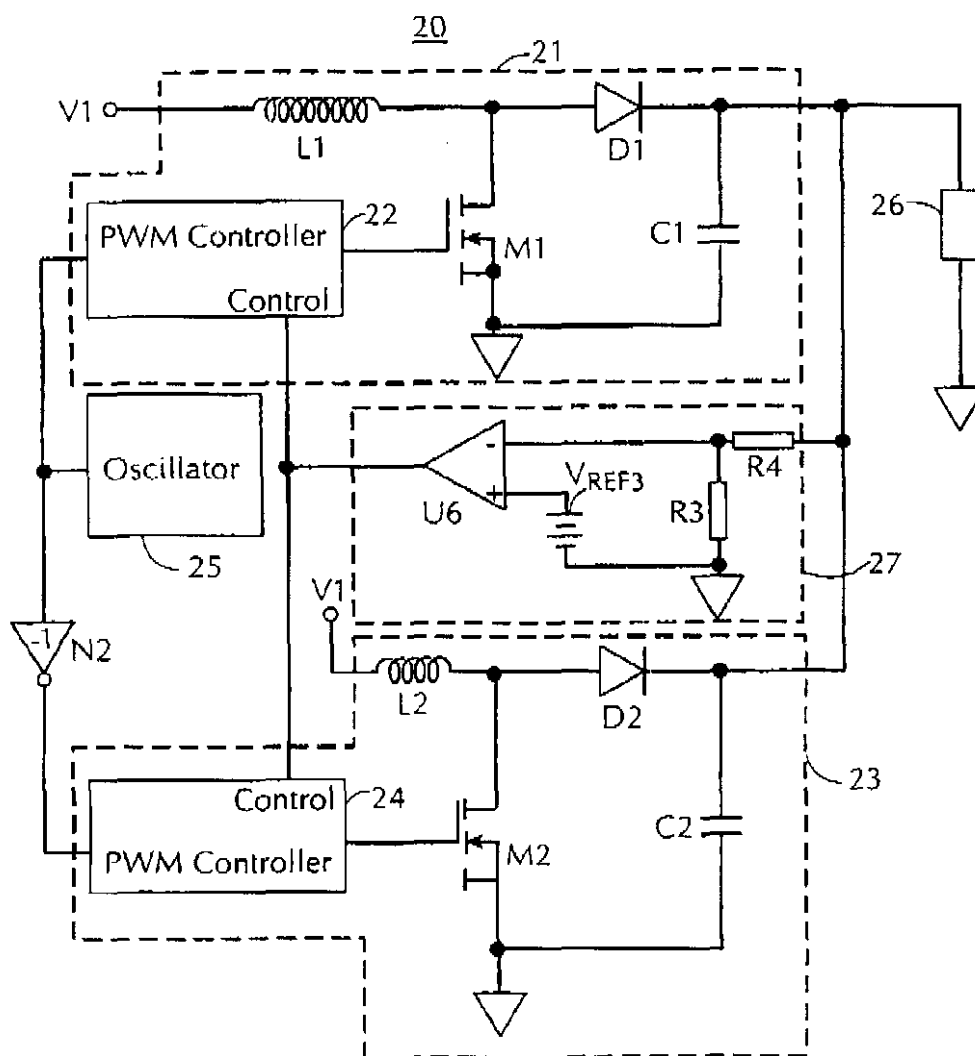 20
21
V1
L1
D1
26
PWM Controller
22
C1
M1
Control
Oscillator
-
R4
VREF3
+
U6
R3
25
27
V1
-1
N2
L2
D2
23
Control
24
C2
PWM Controller
M2